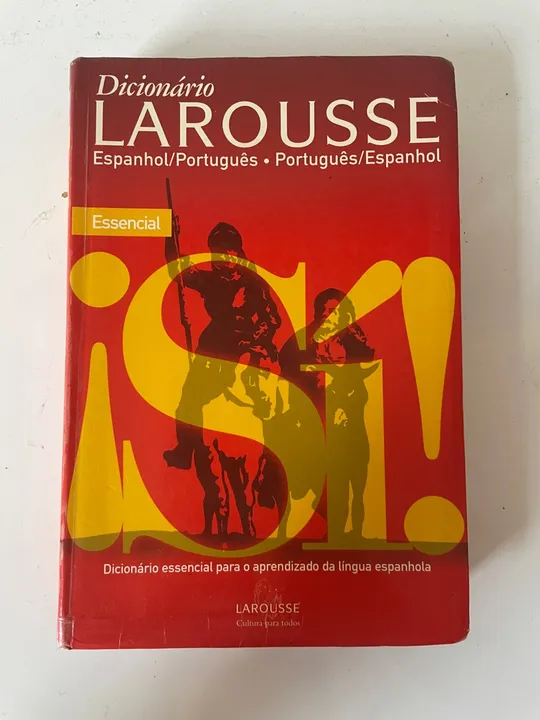 Dicionário
LAROUSSE
Espanhol/Português • Português/Espanhol
Essencial
¡Sí!
Dicionário essencial para o aprendizado da língua espanhola
LAROUSSE
Cultura para todos